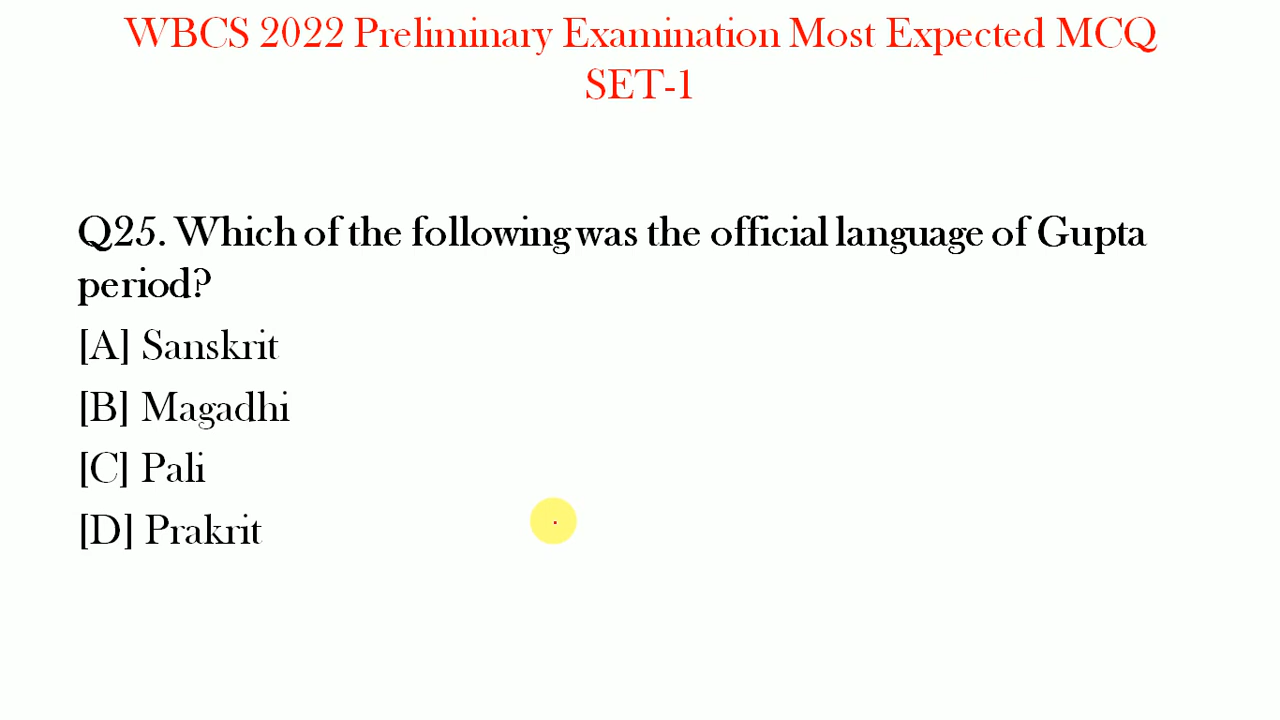 WBCS 2022 Preliminary Examination Most Expected MCQ
SET-1
Q25. Which of the following was the official language of Gupta
period?
[A] Sanskrit
[B] Magadhi
[C] Pali
[D] Prakrit